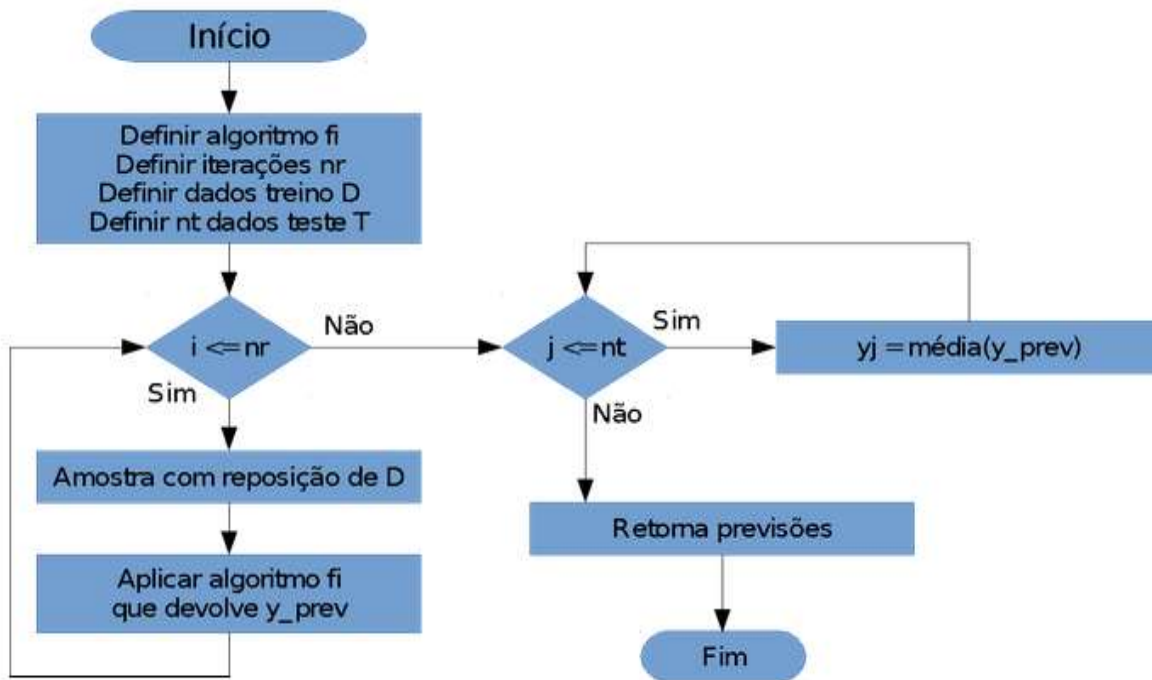 Início
Definir algoritmo fi
Definir iterações nr
Definir dados treino D
Definir nt dados teste T
i <=nr
Não
Sim
Amostra com reposição de D
Aplicar algoritmo fi
que devolve y_prev
j <=nt
Sim
yj = média(y_prev)
Não
Retorna previsões
Fim